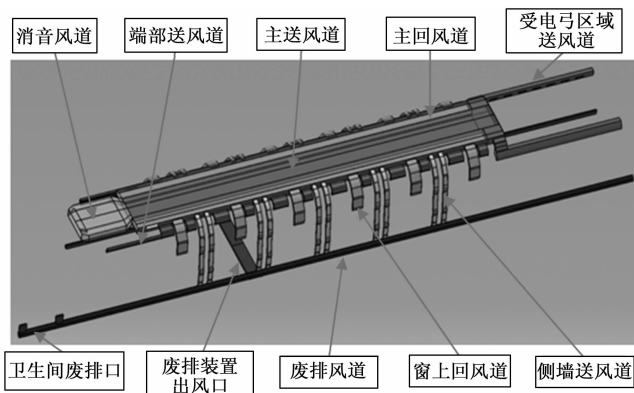 消音风道
端部送风道
主送风道
主回风道
受电弓区域
送风道
卫生间废排口
废排装置
出风口
废排风道
窗上回风道
侧墙送风道